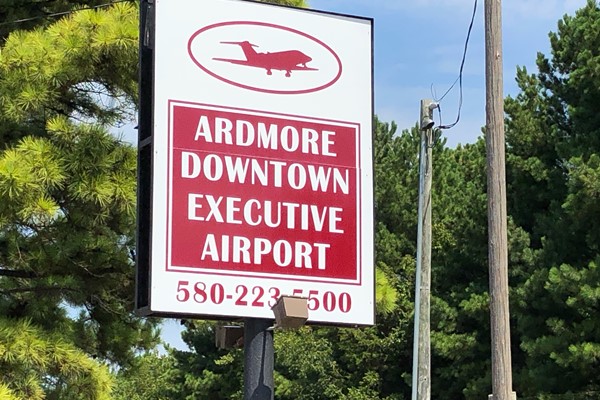 ARDMORE
DOWNTOWN
EXECUTIVE
AIRPORT
580-223-5500